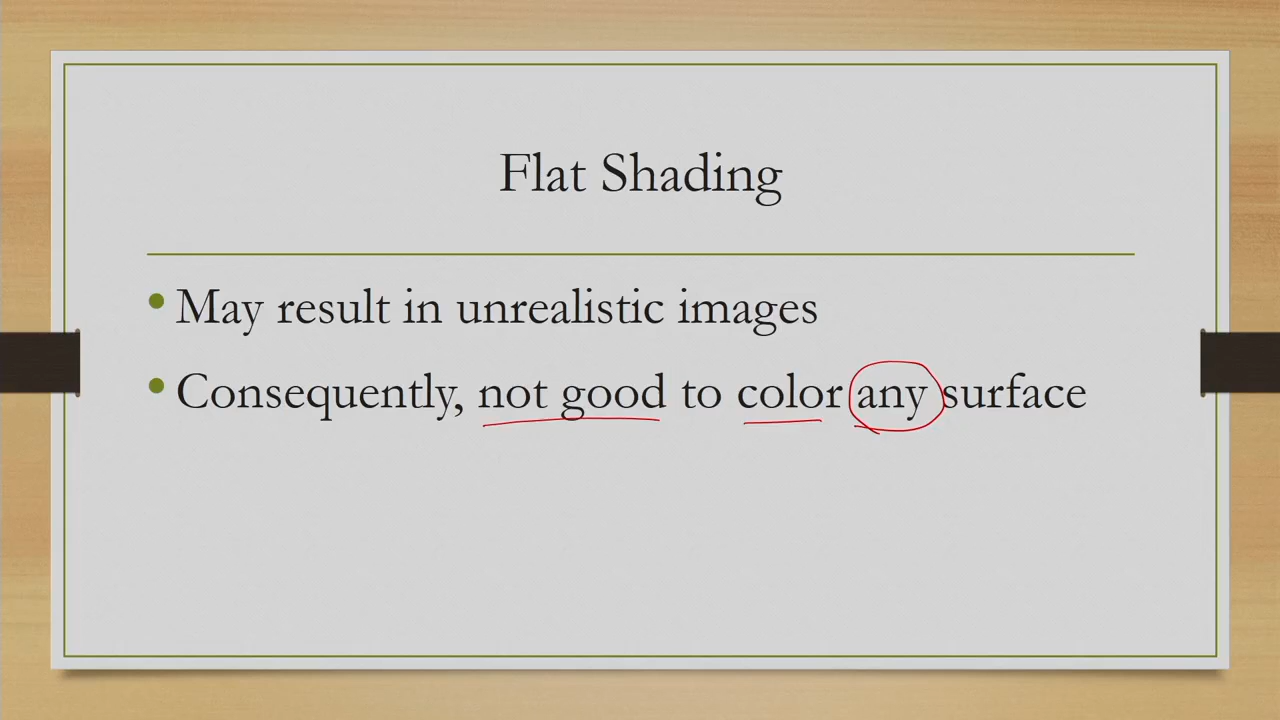 Flat Shading
• May result in unrealistic images
• Consequently, not good to color any surface